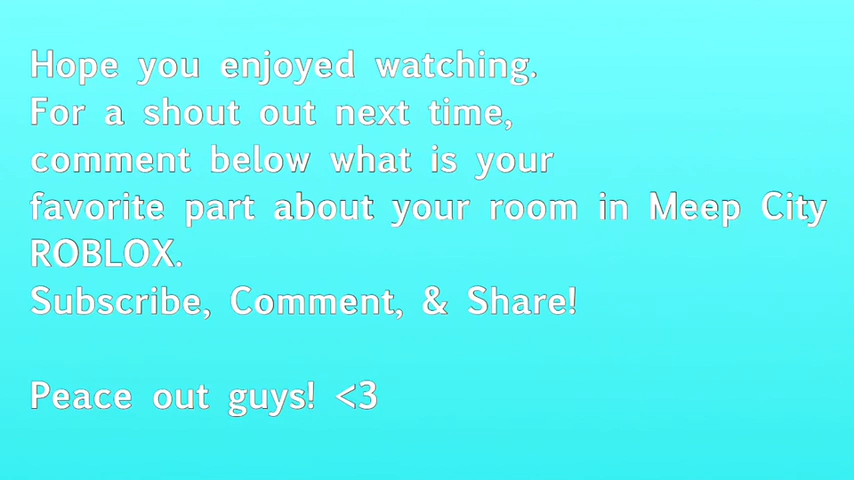 Hope you enjoyed watching.
For a shout out next time,
comment below what is your
favorite part about your room in Meep City
ROBLOX.
Subscribe, Comment, & Share!
Peace out guys! <3